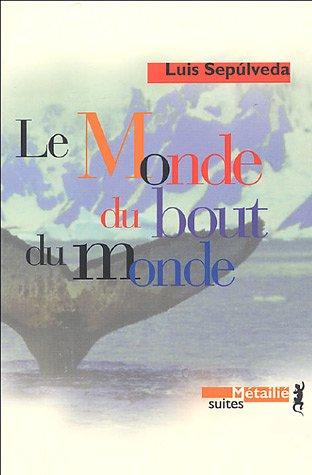 Luis Sepúlveda
Le Monde
du bout
du monde
Métailié
suites